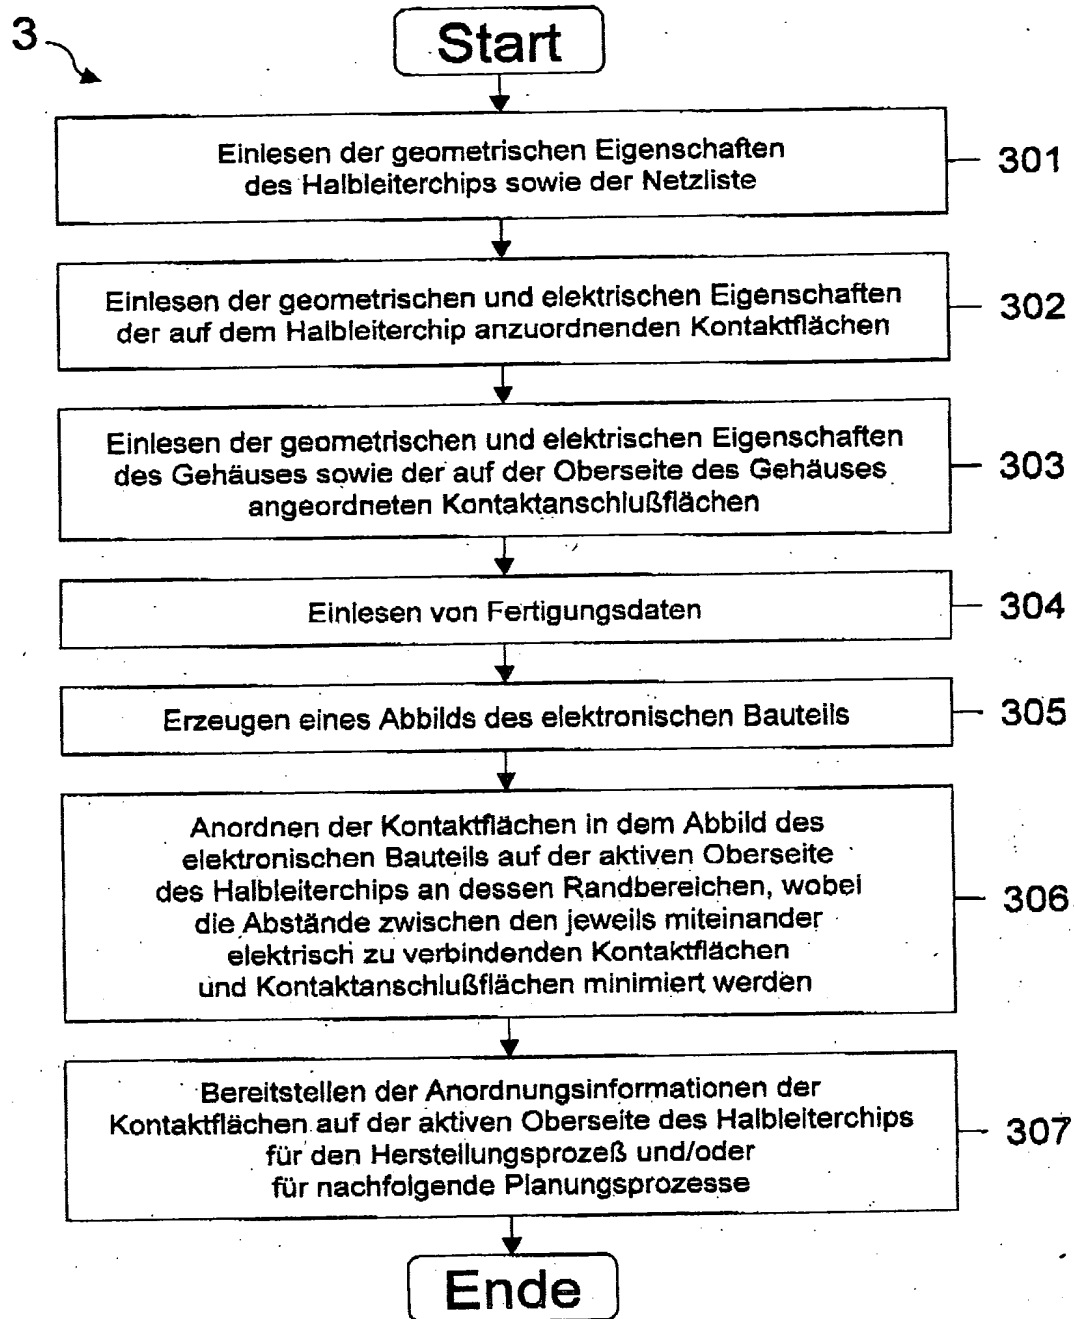 3
Start
Einlesen der geometrischen Eigenschaften
des Halbleiterchips sowie der Netzliste
301
Einlesen der geometrischen und elektrischen Eigenschaften
der auf dem Halbleiterchip anzuordnenden Kontaktflächen
302
Einlesen der geometrischen und elektrischen Eigenschaften
des Gehäuses sowie der auf der Oberseite des Gehäuses
angeordneten Kontaktanschlußflächen
303
Einlesen von Fertigungsdaten
304
Erzeugen eines Abbilds des elektronischen Bauteils
305
Anordnen der Kontaktflächen in dem Abbild des
elektronischen Bauteils auf der aktiven Oberseite
des Halbleiterchips an dessen Randbereichen, wobei
die Abstände zwischen den jeweils miteinander
elektrisch zu verbindenden Kontaktflächen
und Kontaktanschlußflächen minimiert werden
306
Bereitstellen der Anordnungsinformationen der
Kontaktflächen auf der aktiven Oberseite des Halbleiterchips
für den Herstellungsprozeß und/oder
für nachfolgende Planungsprozesse
307
Ende